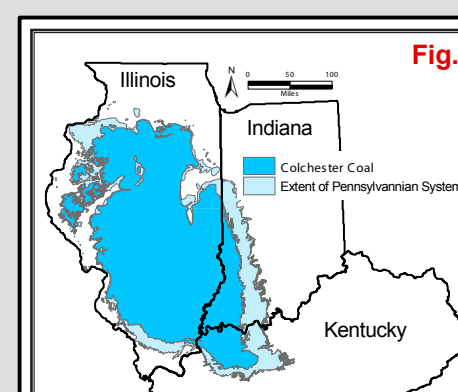 Fig.
Illinois
N
0 50 100
Miles
Indiana
Colchester Coal
Extent of Pennsylvannian System
Kentucky